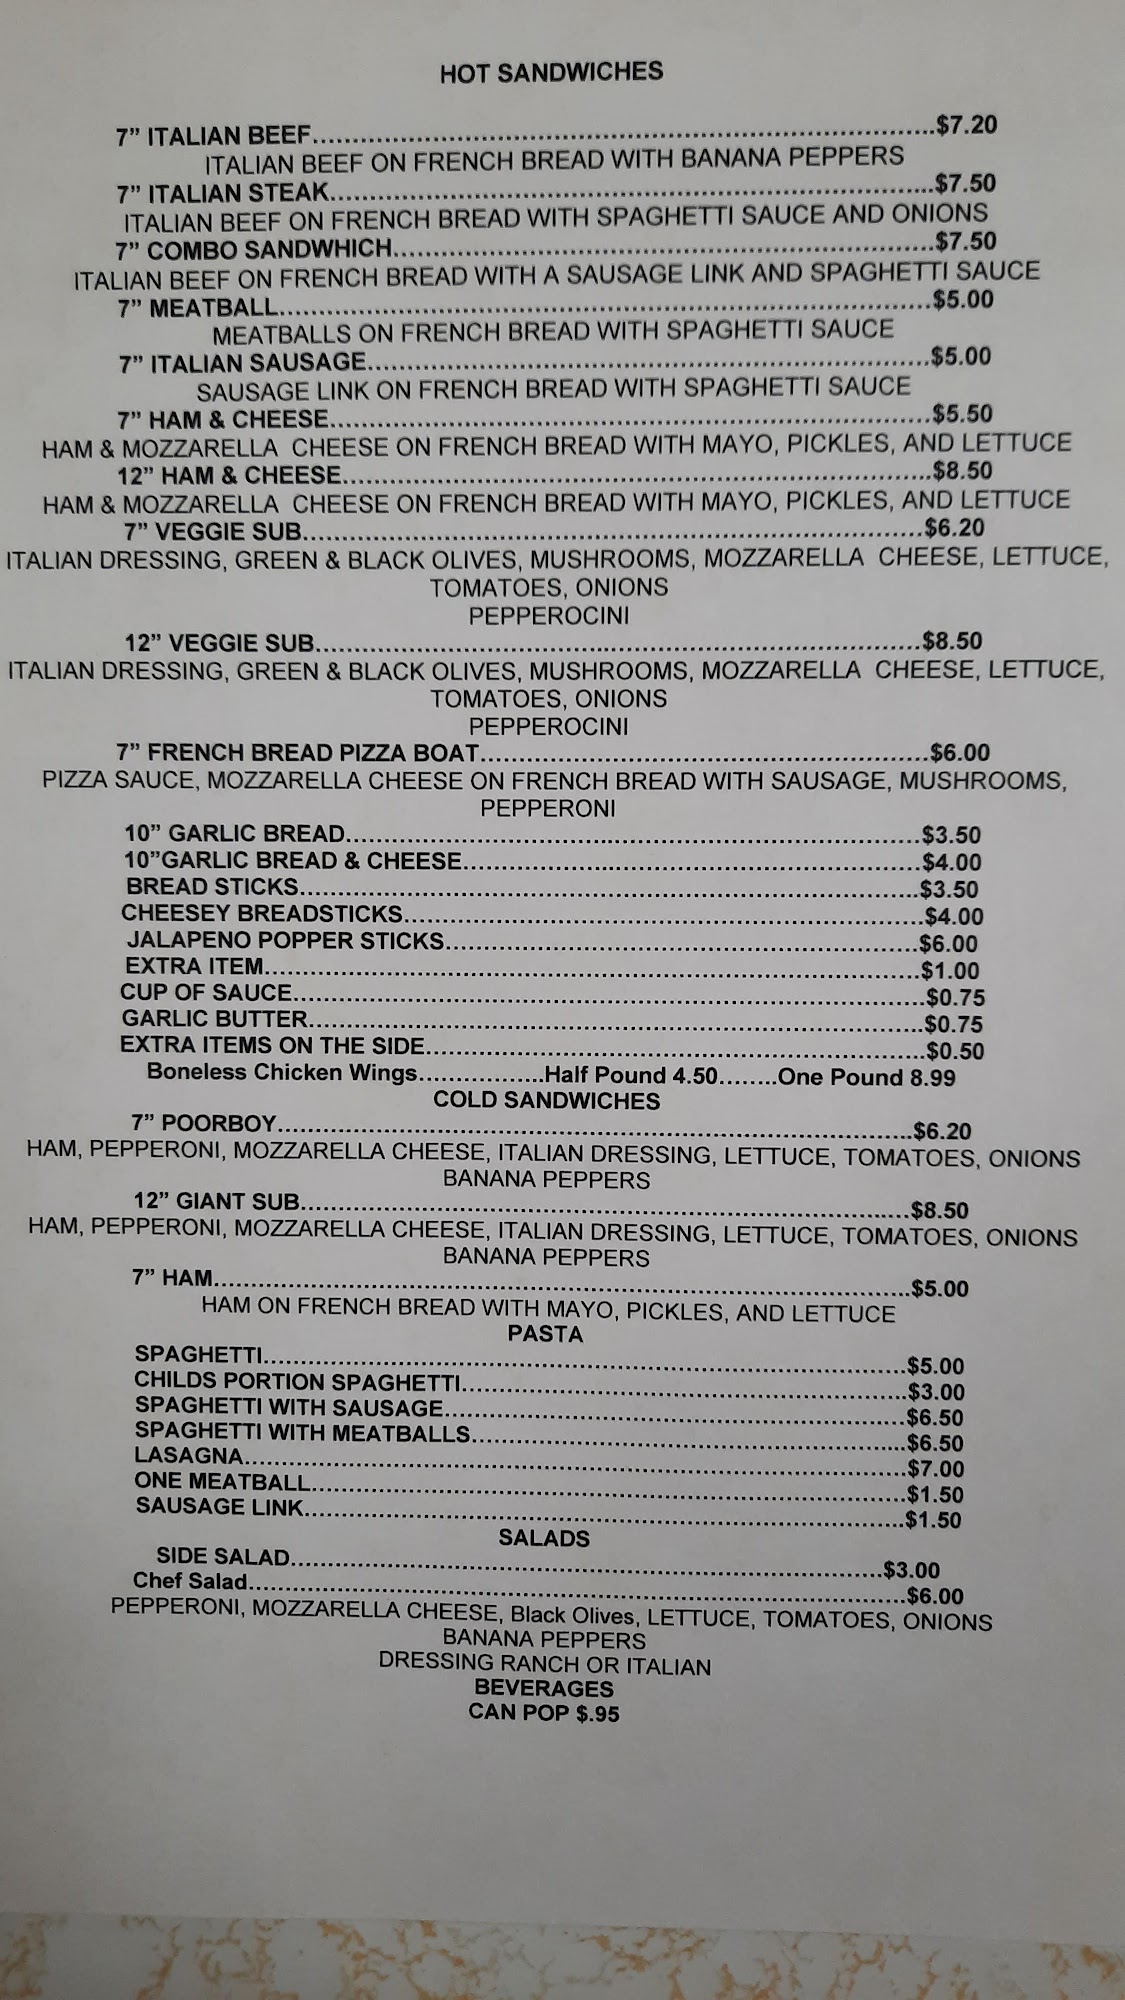 HOT SANDWICHES
7” ITALIAN BEEF..........$7.20
ITALIAN BEEF ON FRENCH BREAD WITH BANANA PEPPERS
7” ITALIAN STEAK..........$7.50
ITALIAN BEEF ON FRENCH BREAD WITH SPAGHETTI SAUCE AND ONIONS
7” COMBO SANDWHICH..........$7.50
ITALIAN BEEF ON FRENCH BREAD WITH A SAUSAGE LINK AND SPAGHETTI SAUCE
7” MEATBALL..........$5.00
MEATBALLS ON FRENCH BREAD WITH SPAGHETTI SAUCE
7” ITALIAN SAUSAGE..........$5.00
SAUSAGE LINK ON FRENCH BREAD WITH SPAGHETTI SAUCE
7” HAM & CHEESE..........$5.50
HAM & MOZZARELLA CHEESE ON FRENCH BREAD WITH MAYO, PICKLES, AND LETTUCE
12” HAM & CHEESE..........$8.50
HAM & MOZZARELLA CHEESE ON FRENCH BREAD WITH MAYO, PICKLES, AND LETTUCE
7” VEGGIE SUB..........$6.20
ITALIAN DRESSING, GREEN & BLACK OLIVES, MUSHROOMS, MOZZARELLA CHEESE, LETTUCE,
TOMATOES, ONIONS
PEPPEROCINI
12” VEGGIE SUB..........$8.50
ITALIAN DRESSING, GREEN & BLACK OLIVES, MUSHROOMS, MOZZARELLA CHEESE, LETTUCE,
TOMATOES, ONIONS
PEPPEROCINI
7” FRENCH BREAD PIZZA BOAT..........$6.00
PIZZA SAUCE, MOZZARELLA CHEESE ON FRENCH BREAD WITH SAUSAGE, MUSHROOMS,
PEPPERONI
10” GARLIC BREAD..........$3.50
10”GARLIC BREAD & CHEESE..........$4.00
BREAD STICKS..........$3.50
CHEESEY BREADSTICKS..........$4.00
JALAPENO POPPER STICKS..........$6.00
EXTRA ITEM..........$1.00
CUP OF SAUCE..........$0.75
GARLIC BUTTER..........$0.75
EXTRA ITEMS ON THE SIDE..........$0.50
Boneless Chicken Wings..........Half Pound 4.50........One Pound 8.99
COLD SANDWICHES
7” POORBOY..........$6.20
HAM, PEPPERONI, MOZZARELLA CHEESE, ITALIAN DRESSING, LETTUCE, TOMATOES, ONIONS
BANANA PEPPERS
12” GIANT SUB..........$8.50
HAM, PEPPERONI, MOZZARELLA CHEESE, ITALIAN DRESSING, LETTUCE, TOMATOES, ONIONS
BANANA PEPPERS
7” HAM..........$5.00
HAM ON FRENCH BREAD WITH MAYO, PICKLES, AND LETTUCE
PASTA
SPAGHETTI..........$5.00
CHILDS PORTION SPAGHETTI..........$3.00
SPAGHETTI WITH SAUSAGE..........$6.50
SPAGHETTI WITH MEATBALLS..........$6.50
LASAGNA..........$7.00
ONE MEATBALL..........$1.50
SAUSAGE LINK..........$1.50
SALADS
SIDE SALAD..........$3.00
Chef Salad..........$6.00
PEPPERONI, MOZZARELLA CHEESE, Black Olives, LETTUCE, TOMATOES, ONIONS
BANANA PEPPERS
DRESSING RANCH OR ITALIAN
BEVERAGES
CAN POP $.95